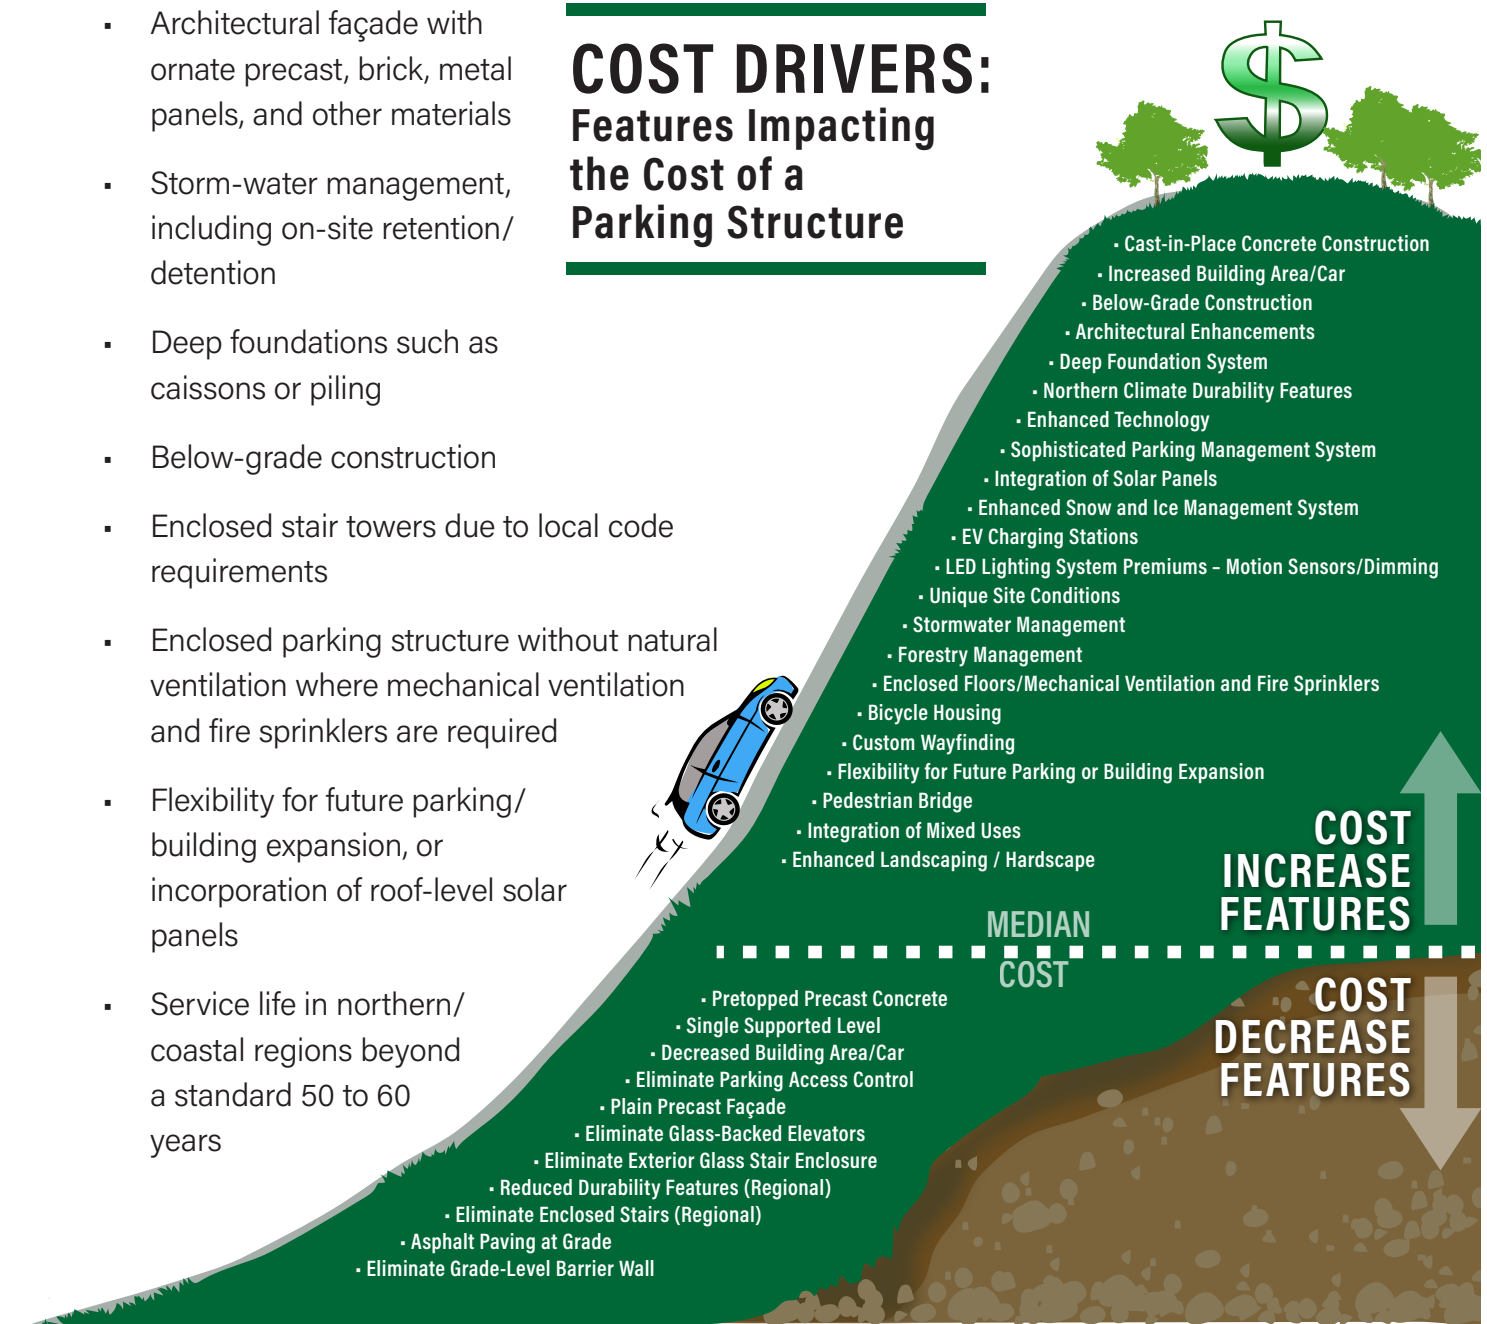 ▪ Architectural façade with
ornate precast, brick, metal
panels, and other materials
▪ Storm-water management,
including on-site retention/
detention
▪ Deep foundations such as
caissons or piling
▪ Below-grade construction
▪ Enclosed stair towers due to local code
requirements
▪ Enclosed parking structure without natural
ventilation where mechanical ventilation
and fire sprinklers are required
▪ Flexibility for future parking/
building expansion, or
incorporation of roof-level solar
panels
▪ Service life in northern/
coastal regions beyond
a standard 50 to 60
years
COST DRIVERS:
Features Impacting
the Cost of a
Parking Structure
$
▪ Cast-in-Place Concrete Construction
▪ Increased Building Area/Car
▪ Below-Grade Construction
▪ Architectural Enhancements
▪ Deep Foundation System
▪ Northern Climate Durability Features
▪ Enhanced Technology
▪ Sophisticated Parking Management System
▪ Integration of Solar Panels
▪ Enhanced Snow and Ice Management System
▪ EV Charging Stations
▪ LED Lighting System Premiums – Motion Sensors/Dimming
▪ Unique Site Conditions
▪ Stormwater Management
▪ Forestry Management
▪ Enclosed Floors/Mechanical Ventilation and Fire Sprinklers
▪ Bicycle Housing
▪ Custom Wayfinding
▪ Flexibility for Future Parking or Building Expansion
▪ Pedestrian Bridge
▪ Integration of Mixed Uses
▪ Enhanced Landscaping / Hardscape
COST
INCREASE
FEATURES
MEDIAN
COST
COST
DECREASE
FEATURES
▪ Pretopped Precast Concrete
▪ Single Supported Level
▪ Decreased Building Area/Car
▪ Eliminate Parking Access Control
▪ Plain Precast Façade
▪ Eliminate Glass-Backed Elevators
▪ Eliminate Exterior Glass Stair Enclosure
▪ Reduced Durability Features (Regional)
▪ Eliminate Enclosed Stairs (Regional)
▪ Asphalt Paving at Grade
▪ Eliminate Grade-Level Barrier Wall